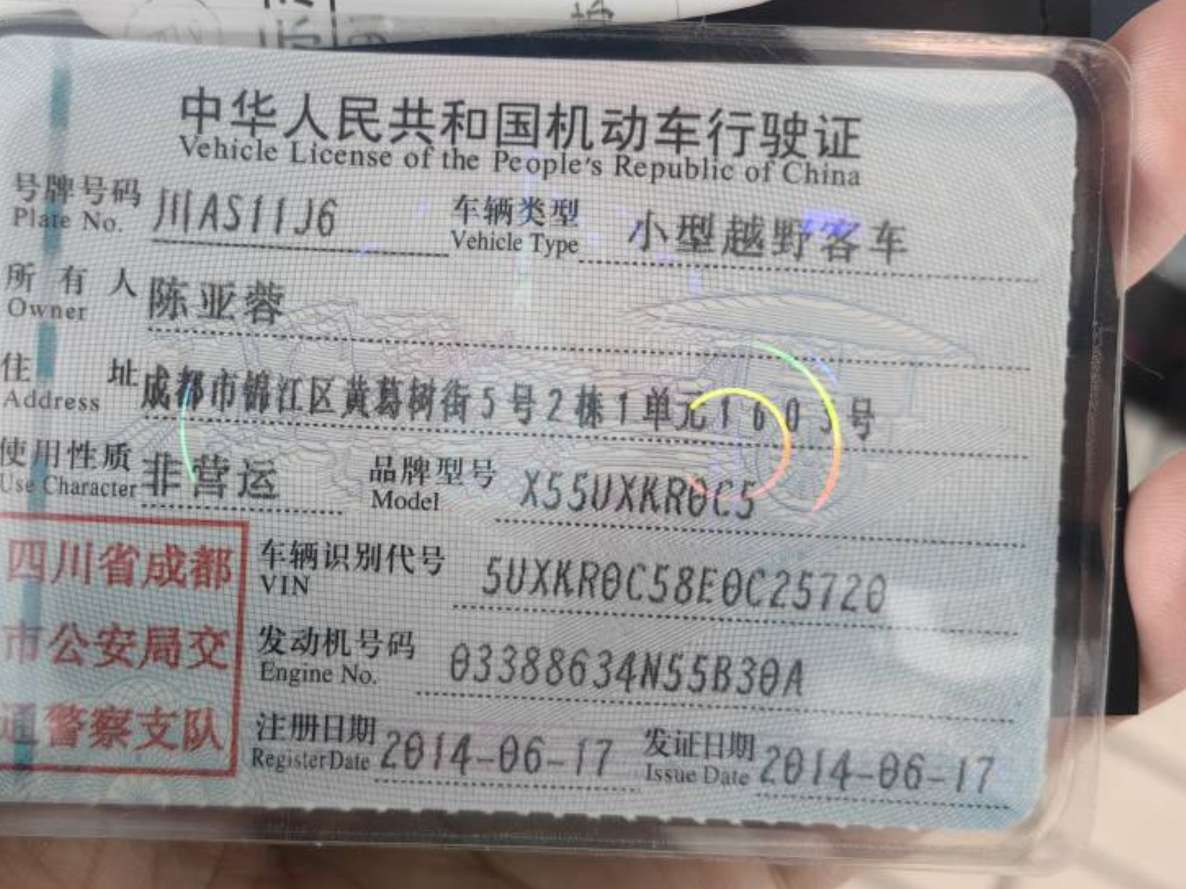 中华人民共和国机动车行驶证
Vehicle License of the People's Republic of China
号牌号码 川AS11J6 车辆类型 小型越野客车
Plate No. Vehicle Type
所有人 陈亚蓉
Owner
住址 成都市锦江区黄葛树街5号2栋1单元1603号
Address
使用性质 非营运 品牌型号 X55UXKR0C5
Use Character Model
四川省成都
市公安局交
通警察支队
车辆识别代号 5UXKR0C58E0C25720
VIN
发动机号码 03388634N55B30A
Engine No.
注册日期 2014-06-17 发证日期 2014-06-17
Register Date Issue Date